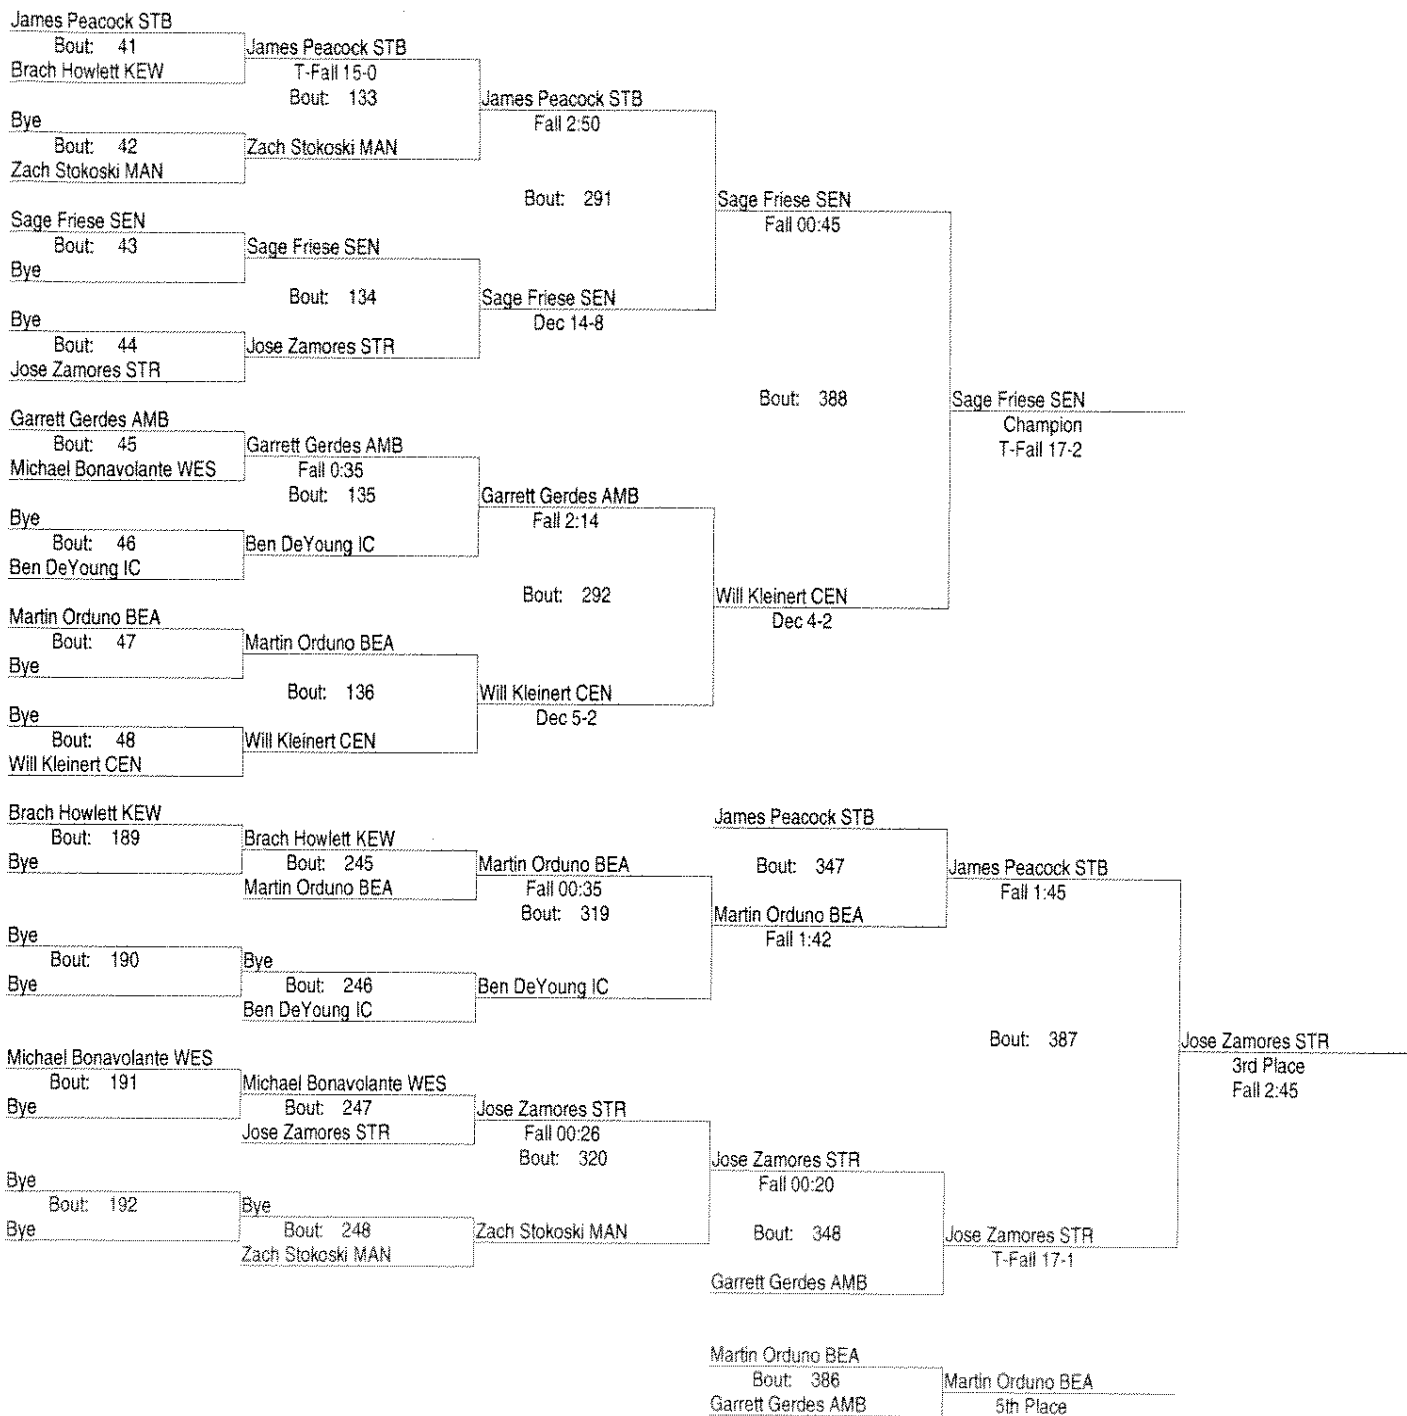 James Peacock STB
Bout: 41
Brach Howlett KEW
James Peacock STB
T-Fall 15-0
Bout: 133
Bye
Bout: 42
Zach Stokoski MAN
Zach Stokoski MAN
James Peacock STB
Fall 2:50
Bout: 291
Sage Friese SEN
Bout: 43
Bye
Sage Friese SEN
Bout: 134
Bye
Bout: 44
Jose Zamores STR
Jose Zamores STR
Sage Friese SEN
Dec 14-8
Sage Friese SEN
Fall 00:45
Bout: 388
Garrett Gerdes AMB
Bout: 45
Michael Bonavolante WES
Garrett Gerdes AMB
Fall 0:35
Bout: 135
Bye
Bout: 46
Ben DeYoung IC
Ben DeYoung IC
Garrett Gerdes AMB
Fall 2:14
Bout: 292
Martin Orduno BEA
Bout: 47
Bye
Martin Orduno BEA
Bout: 136
Bye
Bout: 48
Will Kleinert CEN
Will Kleinert CEN
Will Kleinert CEN
Dec 5-2
Will Kleinert CEN
Dec 4-2
Sage Friese SEN
Champion
T-Fall 17-2
Brach Howlett KEW
Bout: 189
Bye
Brach Howlett KEW
Bout: 245
Martin Orduno BEA
Martin Orduno BEA
Fall 00:35
Bout: 319
Bye
Bout: 190
Bye
Bye
Bout: 246
Ben DeYoung IC
Ben DeYoung IC
James Peacock STB
Bout: 347
Martin Orduno BEA
Fall 1:42
James Peacock STB
Fall 1:45
Bout: 387
Michael Bonavolante WES
Bout: 191
Bye
Michael Bonavolante WES
Bout: 247
Jose Zamores STR
Jose Zamores STR
Fall 00:26
Bout: 320
Bye
Bout: 192
Bye
Bye
Bout: 248
Zach Stokoski MAN
Zach Stokoski MAN
Jose Zamores STR
Fall 00:20
Bout: 348
Garrett Gerdes AMB
Jose Zamores STR
T-Fall 17-1
Jose Zamores STR
3rd Place
Fall 2:45
Martin Orduno BEA
Bout: 386
Garrett Gerdes AMB
Martin Orduno BEA
5th Place